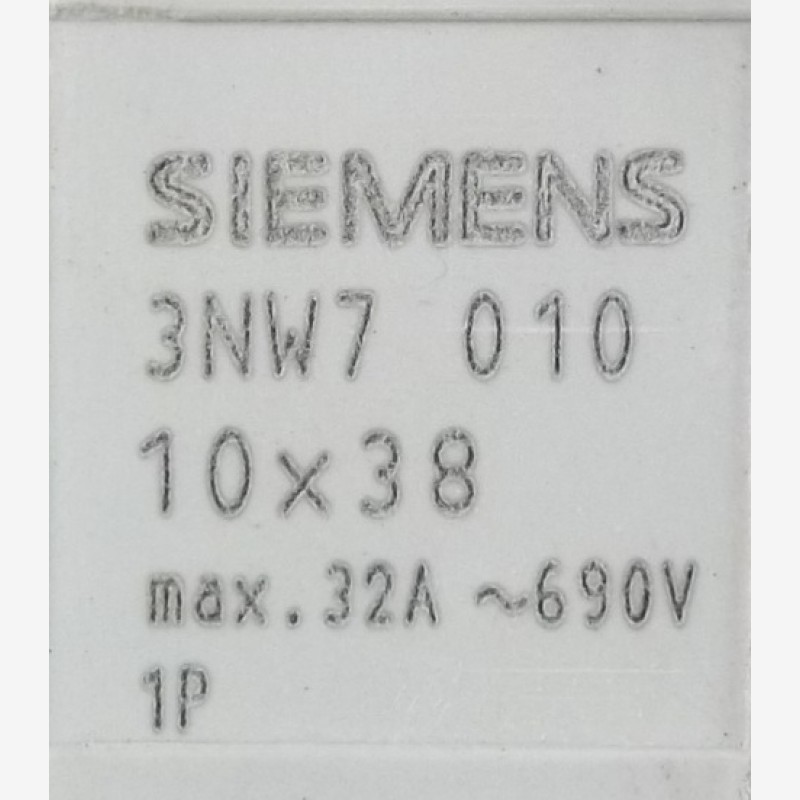 SIEMENS
3NW7 010
10x38
max.32A ~690V
1P